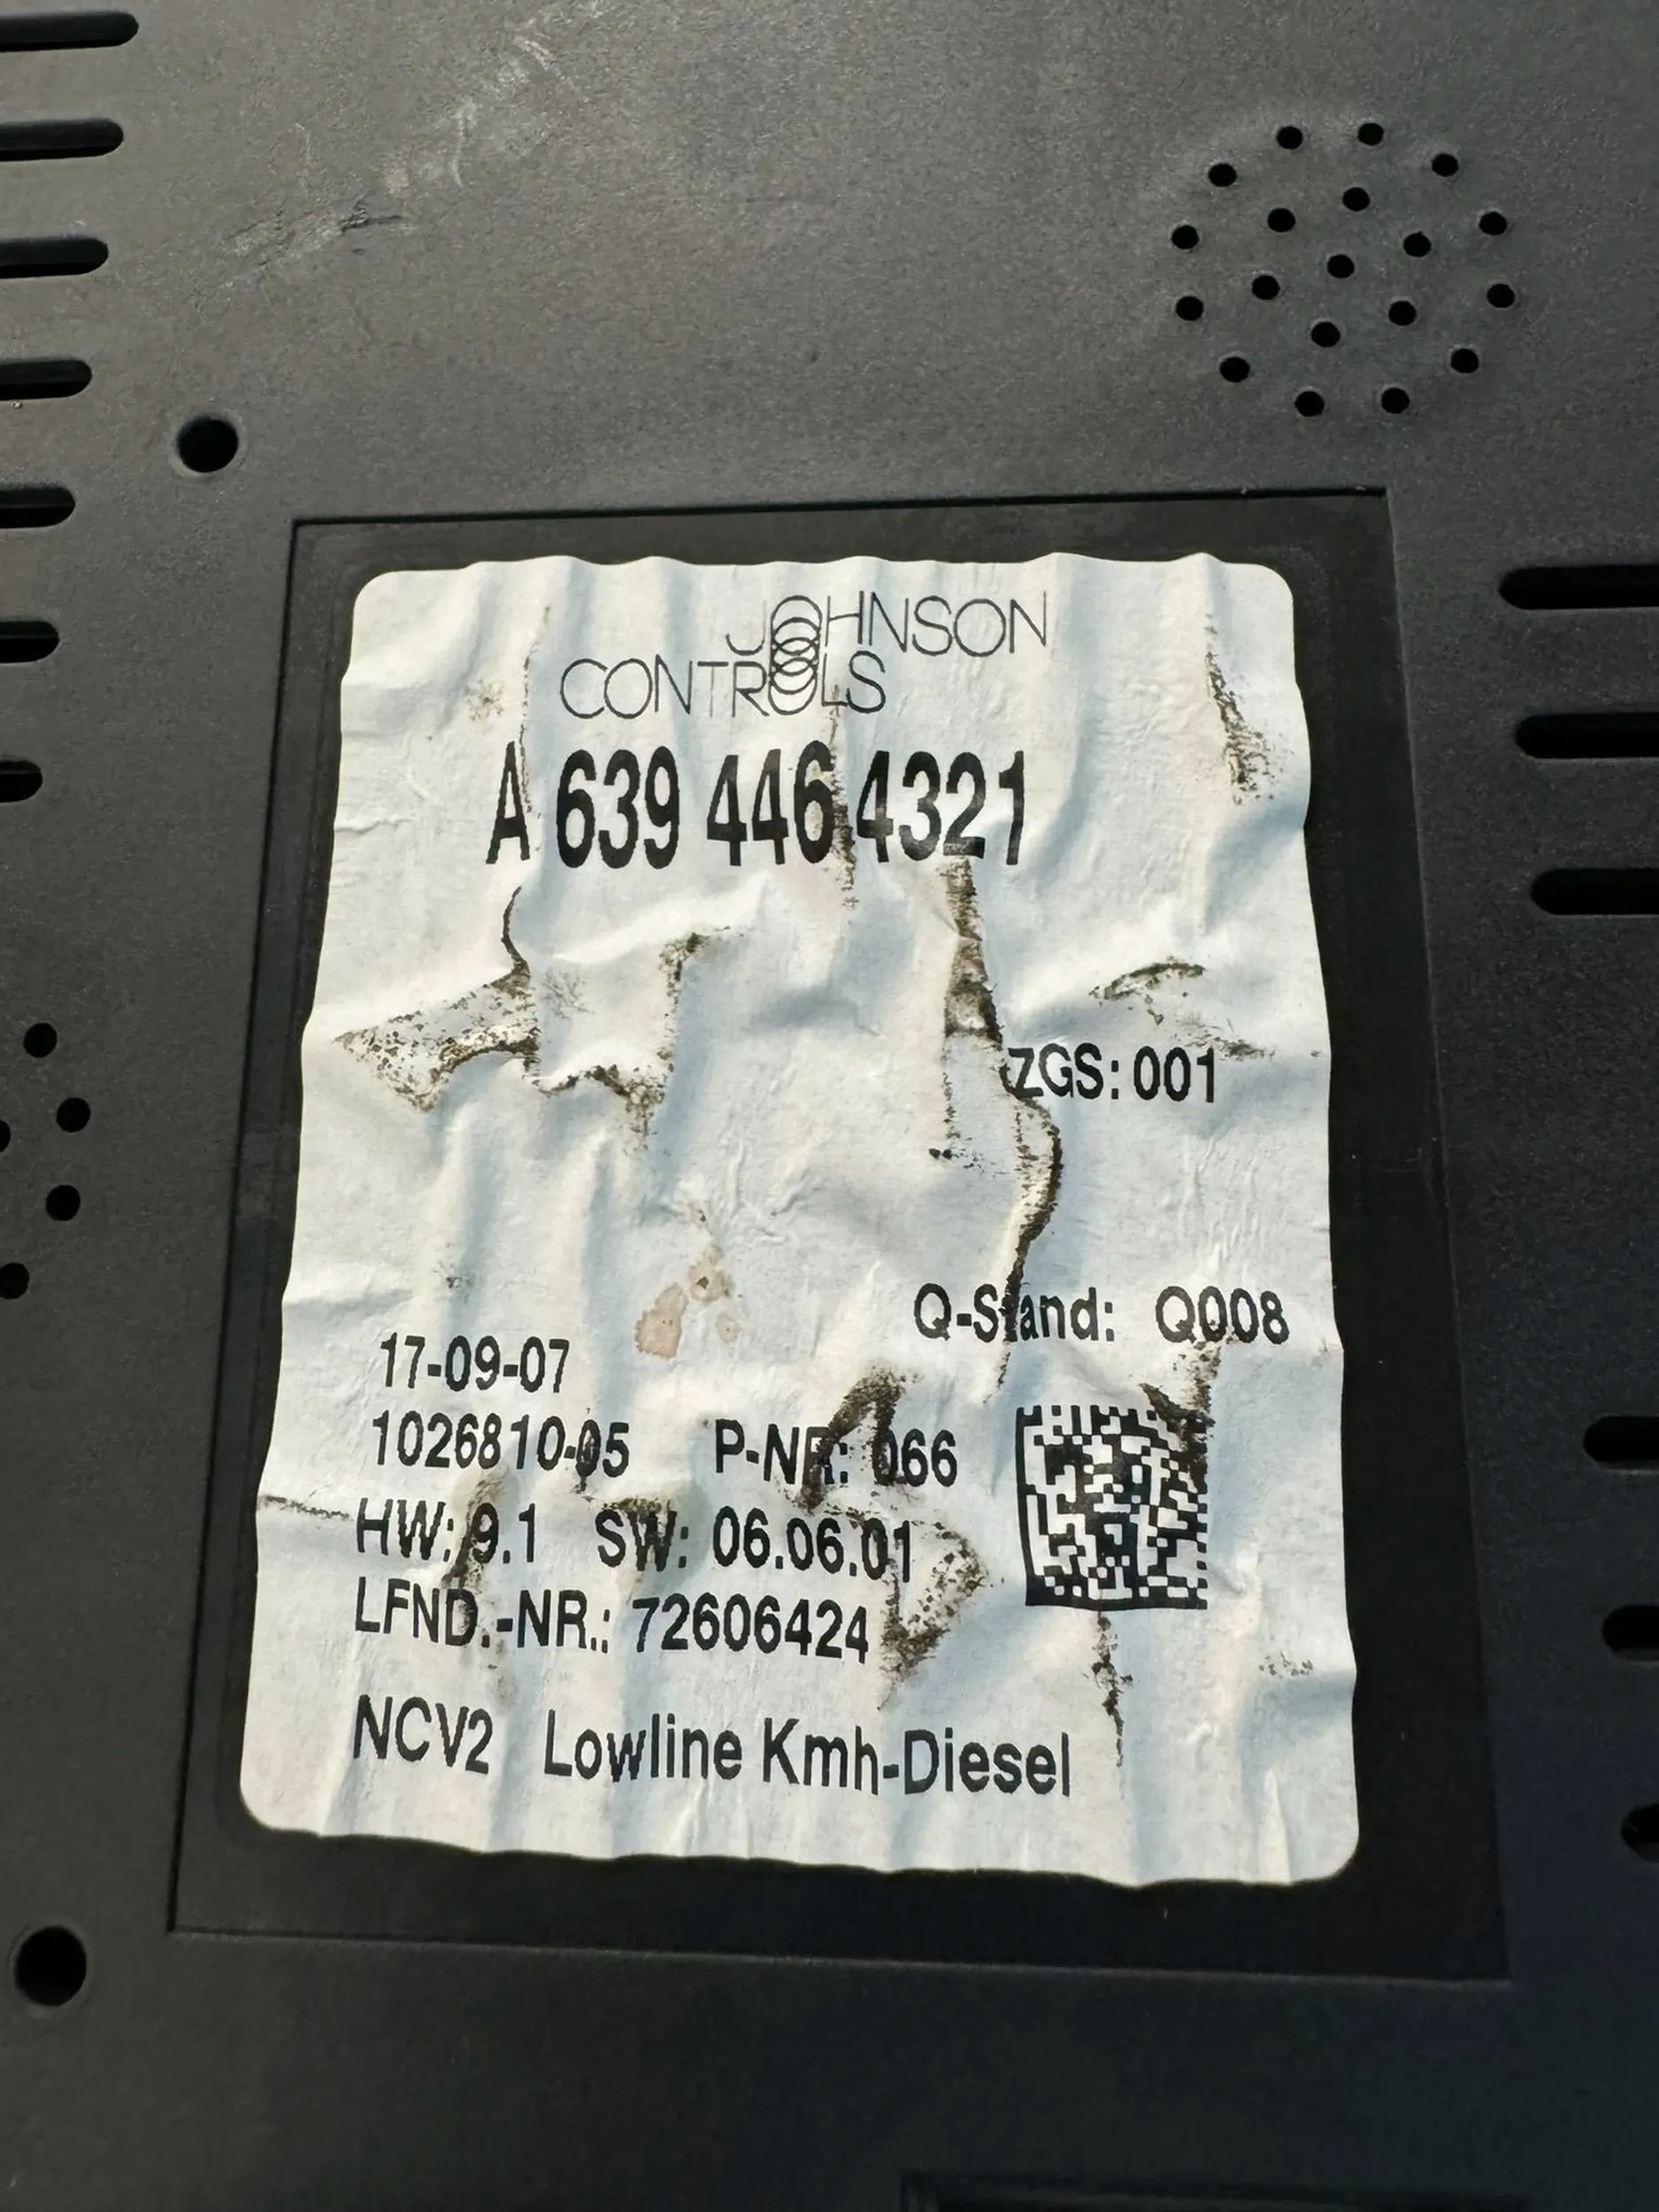 JOHNSON
CONTROLS
A 639 446 4321
ZGS: 001
Q-Stand: Q008
17-09-07
1026810-05 P-NR: 066
HW: 9.1 SW: 06.06.01
LFND.-NR.: 72606424
NCV2 Lowline Kmh-Diesel